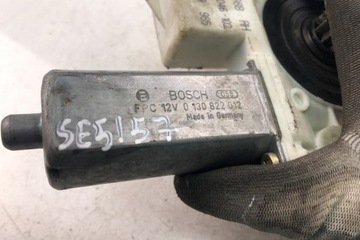 BOSCH
FPC 12V 0 130 822 012
Made in Germany
SE5157